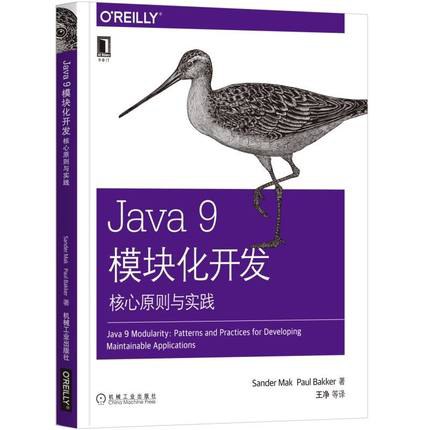 O'REILLY®
Java 9
模块化开发
核心原则与实践
Java 9 Modularity: Patterns and Practices for Developing
Maintainable Applications
Sander Mak Paul Bakker 著
王净 等译
机械工业出版社
China Machine Press
Java 9 模块化开发
核心原则与实践
Sander Mak Paul Bakker 著
机械工业出版社
O'REILLY®